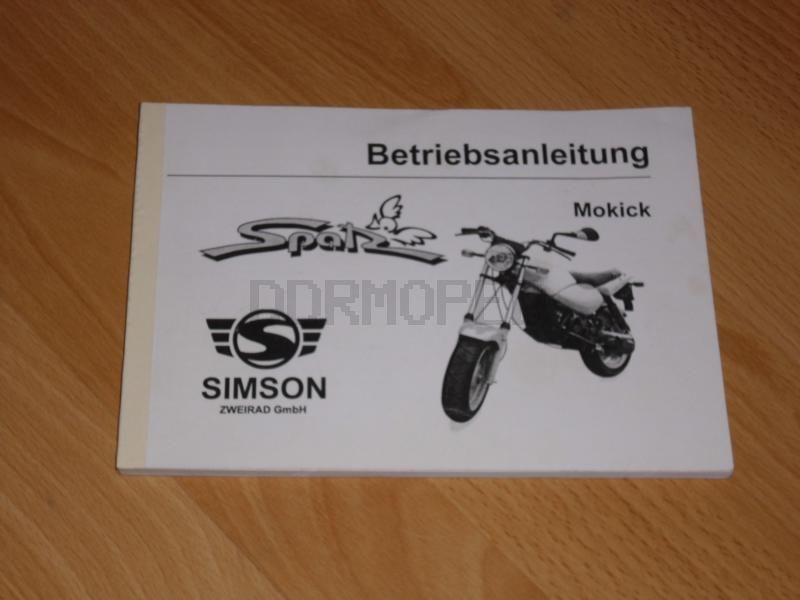 Betriebsanleitung
Mokick
Spatz
DDRMOPED
SIMSON
ZWEIRAD GmbH